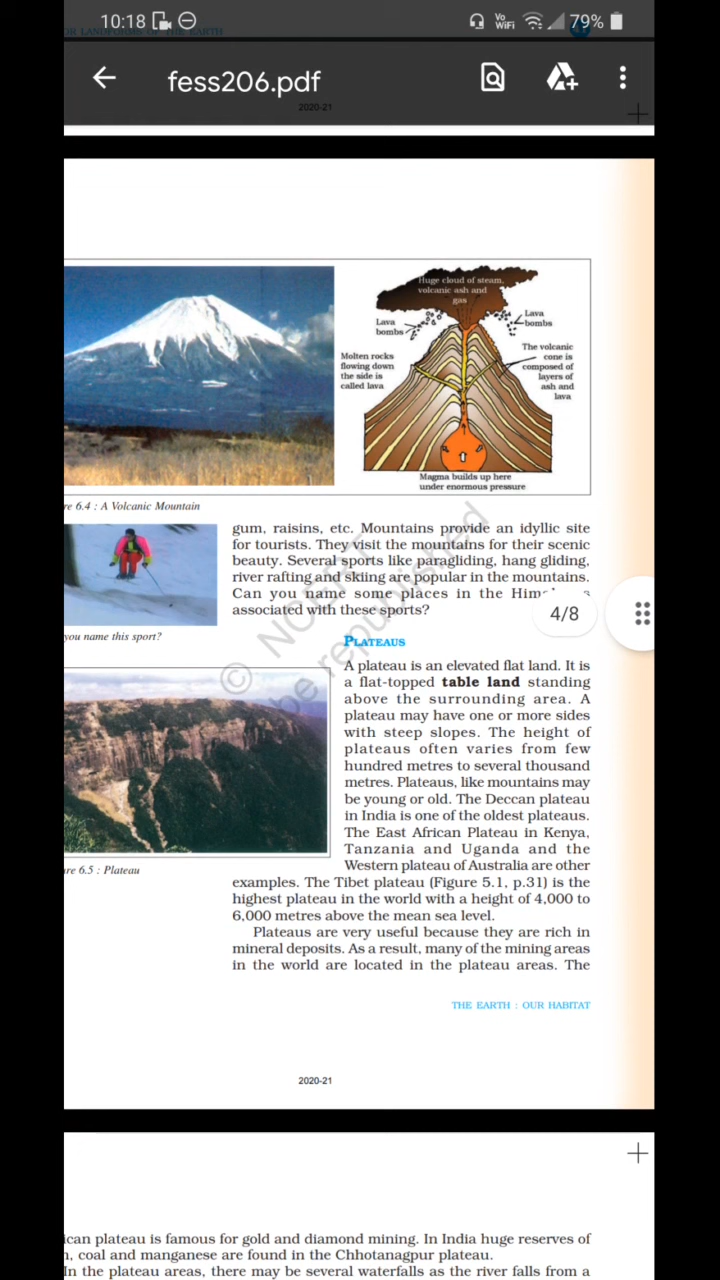 10:18
Vo
WiFi
79%
OR LANDFORMS OF THE EARTH
fess206.pdf
2020-21
Huge cloud of steam,
volcanic ash and
gas
Lava
bombs
Lava
bombs
Molten rocks
flowing down
the side is
called lava
The volcanic
cone is
composed of
layers of
ash and
lava
Magma builds up here
under enormous pressure
re 6.4 : A Volcanic Mountain
gum, raisins, etc. Mountains provide an idyllic site
for tourists. They visit the mountains for their scenic
beauty. Several sports like paragliding, hang gliding,
river rafting and skiing are popular in the mountains.
Can you name some places in the
associated with these sports?
4/8
you name this sport?
PLATEAUS
A plateau is an elevated flat land. It is
a flat-topped table land standing
above the surrounding area. A
plateau may have one or more sides
with steep slopes. The height of
plateaus often varies from few
hundred metres to several thousand
metres. Plateaus, like mountains may
be young or old. The Deccan plateau
in India is one of the oldest plateaus.
The East African Plateau in Kenya,
Tanzania and Uganda and the
Western plateau of Australia are other
examples. The Tibet plateau (Figure 5.1, p.31) is the
highest plateau in the world with a height of 4,000 to
6,000 metres above the mean sea level.
Plateaus are very useful because they are rich in
mineral deposits. As a result, many of the mining areas
in the world are located in the plateau areas. The
ure 6.5 : Plateau
© NCERT
be republished
THE EARTH : OUR HABITAT
2020-21
ican plateau is famous for gold and diamond mining. In India huge reserves of
n, coal and manganese are found in the Chhotanagpur plateau.
In the plateau areas, there may be several waterfalls as the river falls from a